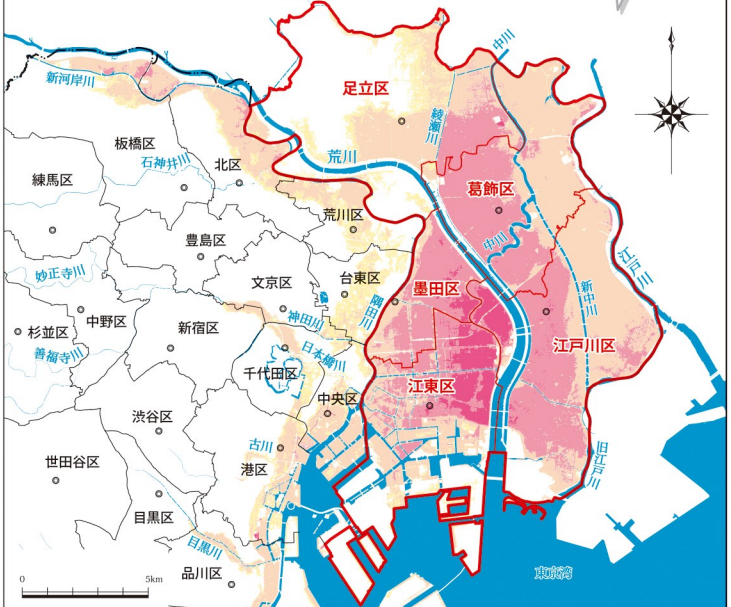 中川
新河岸川
足立区
綾瀬川
板橋区
石神井川
北区
荒川
練馬区
葛飾区
荒川区
豊島区
中川
江戸川
妙正寺川
文京区
台東区
墨田区
新中川
隅田川
中野区
神田川
杉並区
新宿区
善福寺川
日本橋川
江戸川区
千代田区
江東区
中央区
渋谷区
古川
旧江戸川
世田谷区
港区
目黒区
目黒川
品川区
東京湾
0
5km